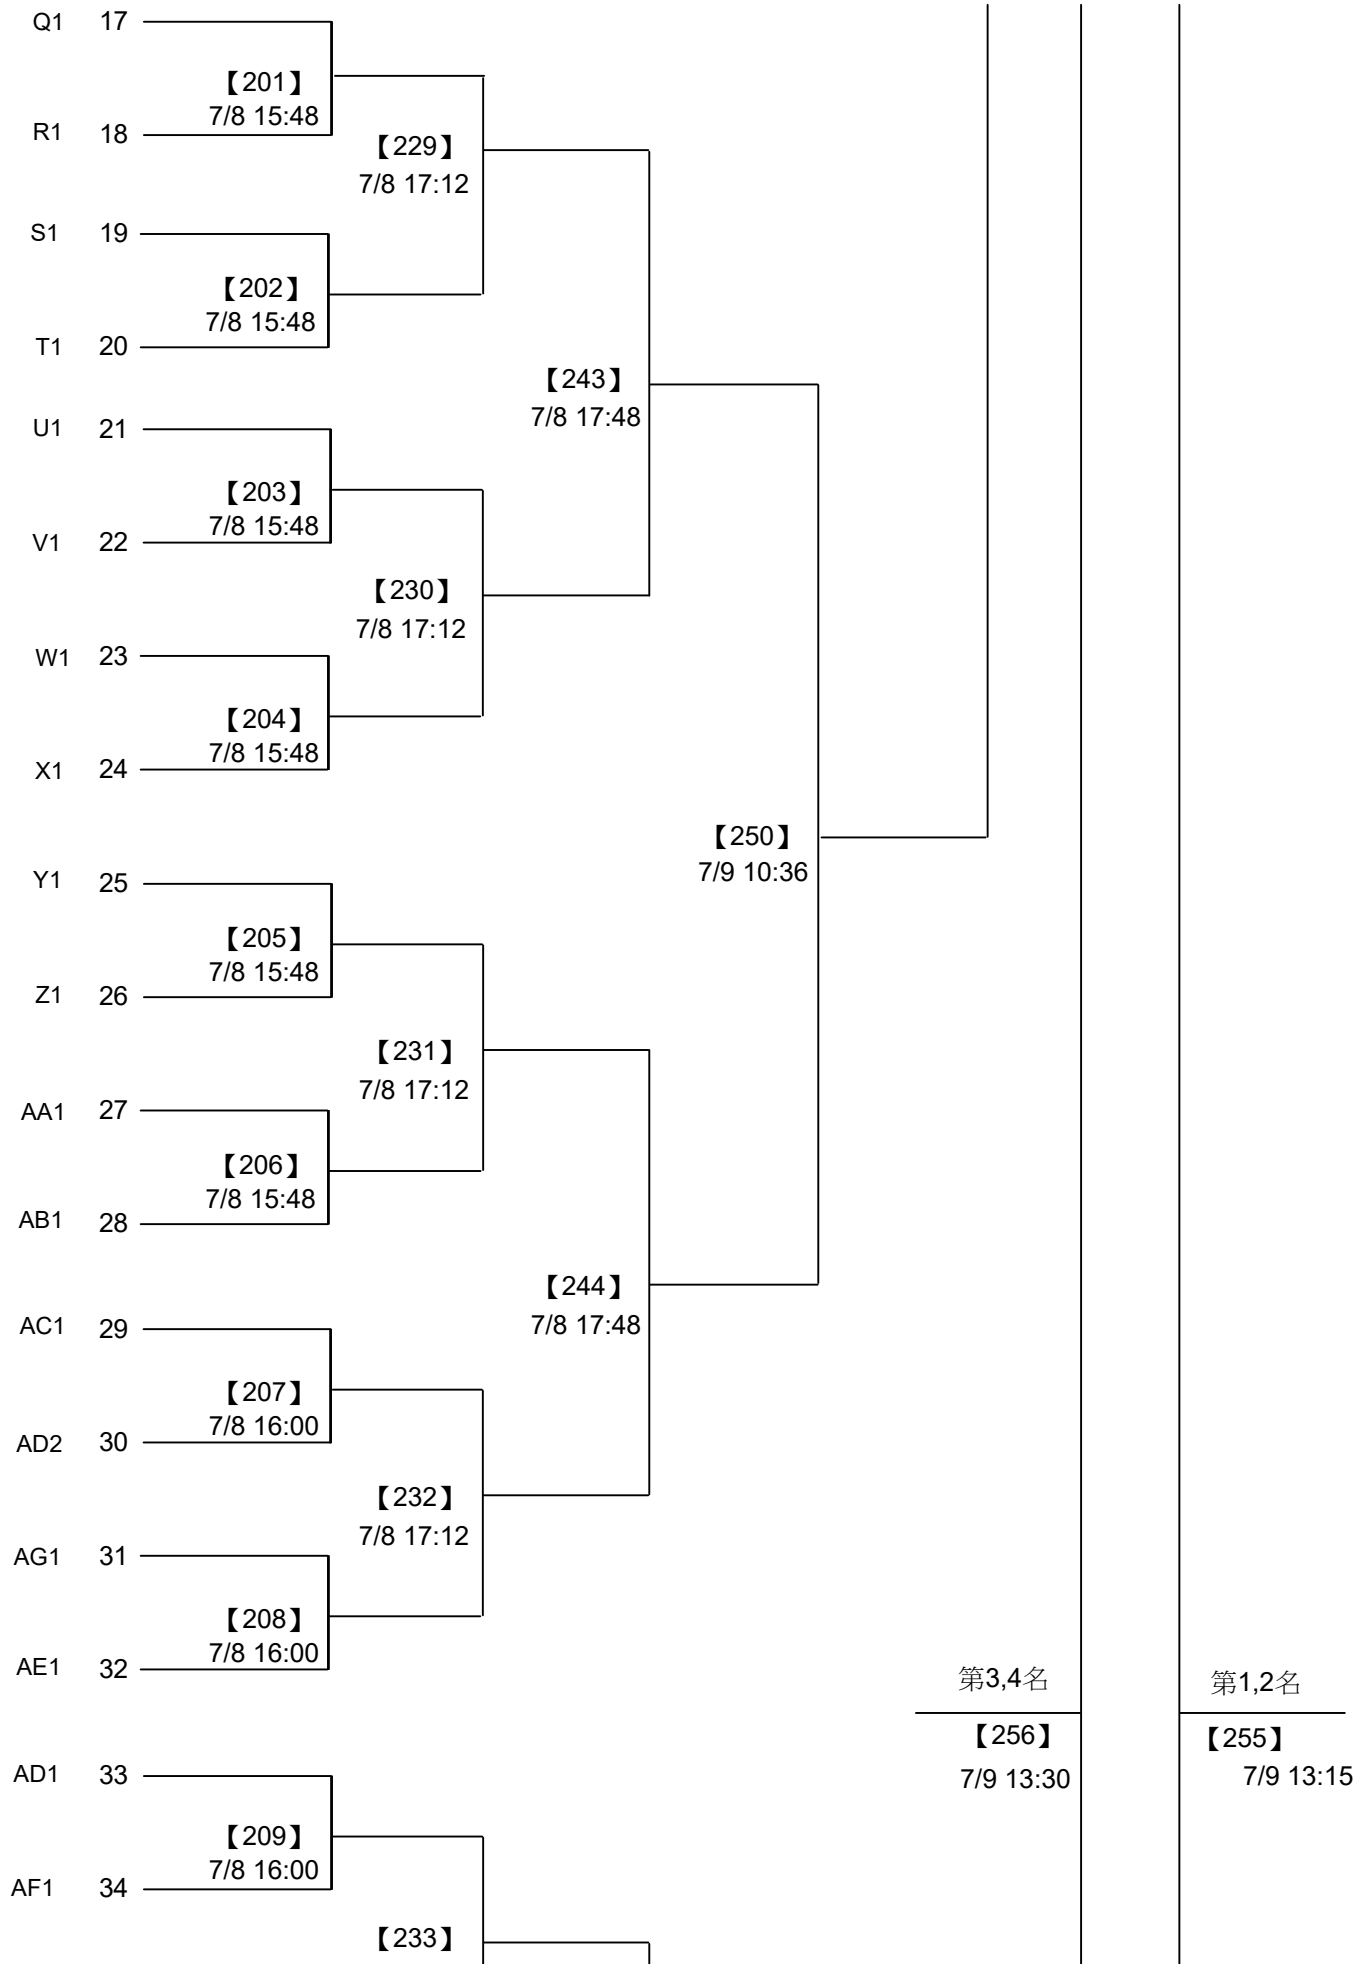 Q1 17
【201】
7/8 15:48
R1 18
【229】
7/8 17:12
S1 19
【202】
7/8 15:48
T1 20
【243】
7/8 17:48
U1 21
【203】
7/8 15:48
V1 22
【230】
7/8 17:12
W1 23
【204】
7/8 15:48
X1 24
【250】
7/9 10:36
Y1 25
【205】
7/8 15:48
Z1 26
【231】
7/8 17:12
AA1 27
【206】
7/8 15:48
AB1 28
【244】
7/8 17:48
AC1 29
【207】
7/8 16:00
AD2 30
【232】
7/8 17:12
AG1 31
【208】
7/8 16:00
AE1 32
第3,4名
【256】
7/9 13:30
第1,2名
【255】
7/9 13:15
AD1 33
【209】
7/8 16:00
AF1 34
【233】